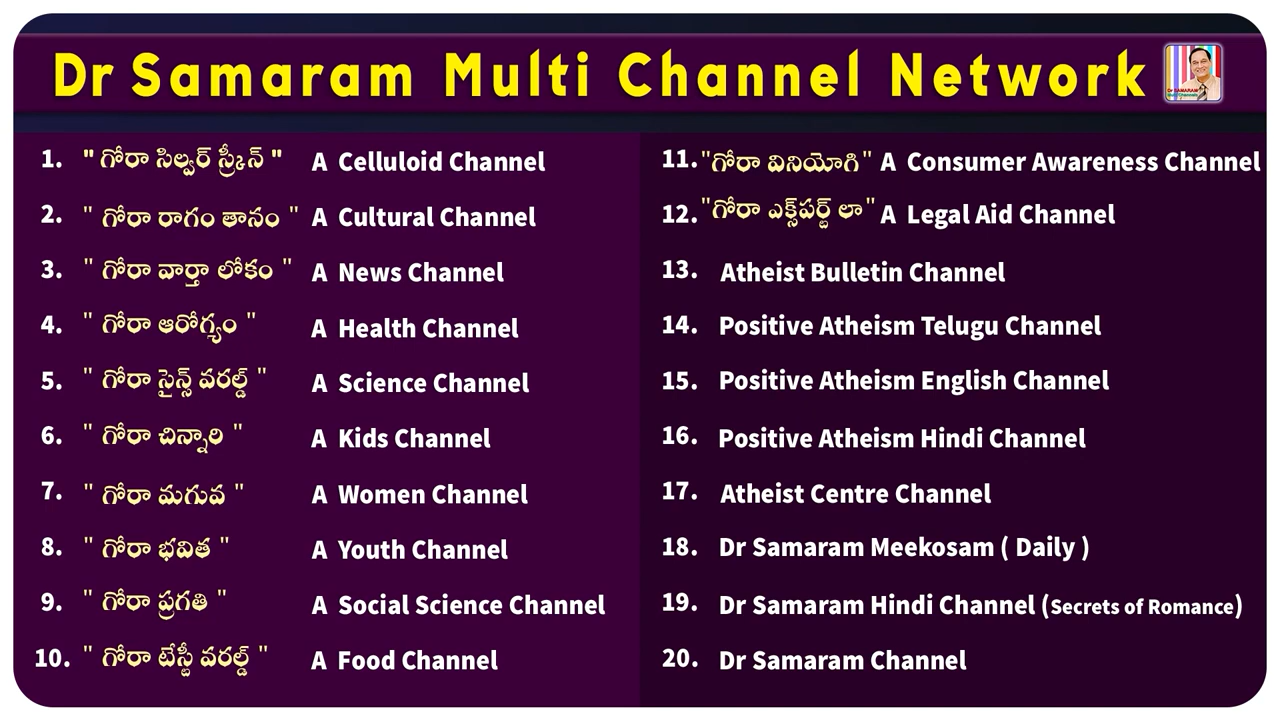 Dr Samaram Multi Channel Network
1. " గోరా సిల్వర్ స్క్రీన్ " A Celluloid Channel
2. " గోరా రాగం తానం " A Cultural Channel
3. " గోరా వార్తా లోకం " A News Channel
4. " గోరా ఆరోగ్యం " A Health Channel
5. " గోరా సైన్స్ వరల్డ్ " A Science Channel
6. " గోరా చిన్నారి " A Kids Channel
7. " గోరా మగువ " A Women Channel
8. " గోరా భవిత " A Youth Channel
9. " గోరా ప్రగతి " A Social Science Channel
10. " గోరా టేస్టీ వరల్డ్ " A Food Channel
11. "గోరా వినియోగి" A Consumer Awareness Channel
12. "గోరా ఎక్స్‌పర్ట్ లా" A Legal Aid Channel
13. Atheist Bulletin Channel
14. Positive Atheism Telugu Channel
15. Positive Atheism English Channel
16. Positive Atheism Hindi Channel
17. Atheist Centre Channel
18. Dr Samaram Meekosam ( Daily )
19. Dr Samaram Hindi Channel (Secrets of Romance)
20. Dr Samaram Channel